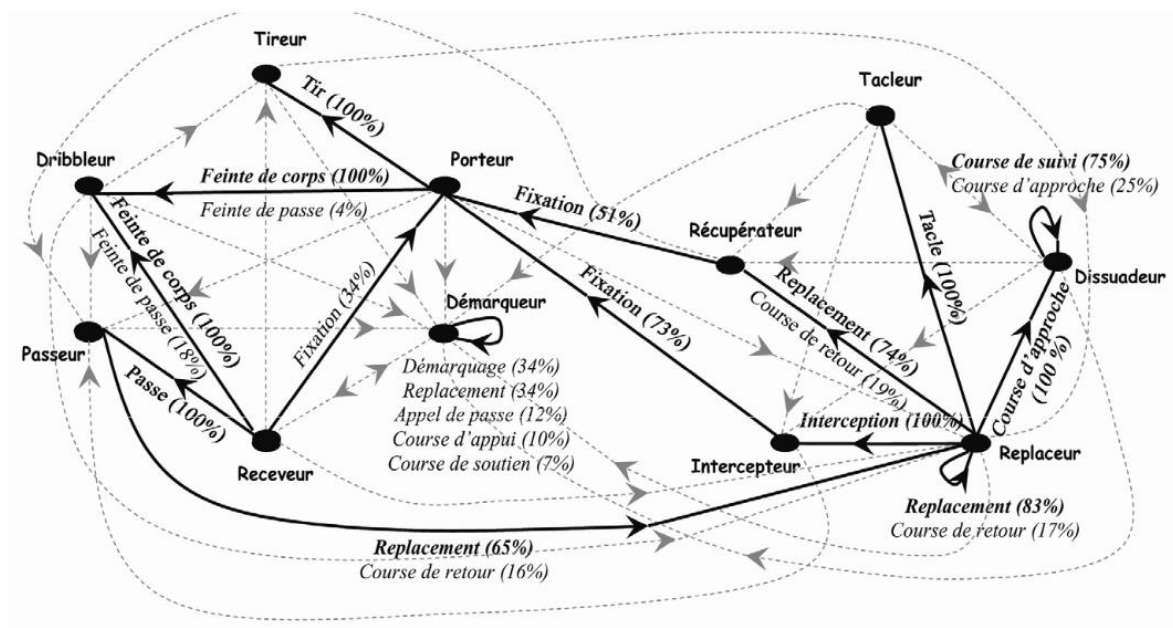 Tireur
Tacleur
Tir (100%)
Dribbleur
Porteur
Course de suivi (75%)
Course d'approche (25%)
Feinte de corps (100%)
Feinte de passe (4%)
Fixation (51%)
Récupérateur
Dissuadeur
Feinte de corps (100%)
Feinte de passe (18%)
Fixation (34%)
Démarqueur
Fixation (73%)
Replacement (74%)
Course de retour (19%)
Tacle (100%)
Course d'approche
(100 %)
Passeur
Passe (100%)
Démarquage (34%)
Replacement (34%)
Appel de passe (12%)
Course d'appui (10%)
Course de soutien (7%)
Receveur
Interception (100%)
Intercepteur
Replaceur
Replacement (83%)
Course de retour (17%)
Replacement (65%)
Course de retour (16%)